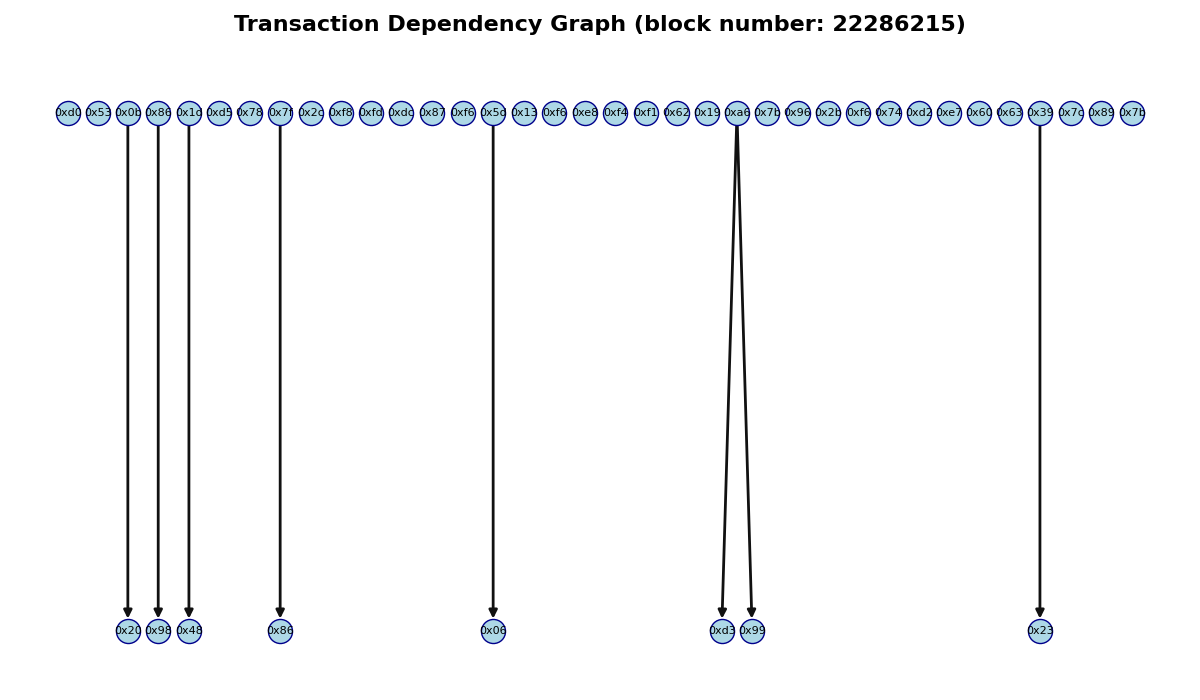 Transaction Dependency Graph (block number: 22286215)
0xd0 0x53 0x0b 0x86 0x1c 0xd5 0x78 0x7f 0x2c 0xf8 0xfd 0xdc 0x87 0xf6 0x5c 0x13 0xf6 0xe8 0xf4 0xf1 0x62 0x19 0xa6 0x7b 0x96 0x2b 0xf6 0x74 0xd2 0xe7 0x60 0x63 0x39 0x7c 0x89 0x7b
0x20 0x98 0x48 0x86 0x06 0xd3 0x99 0x23